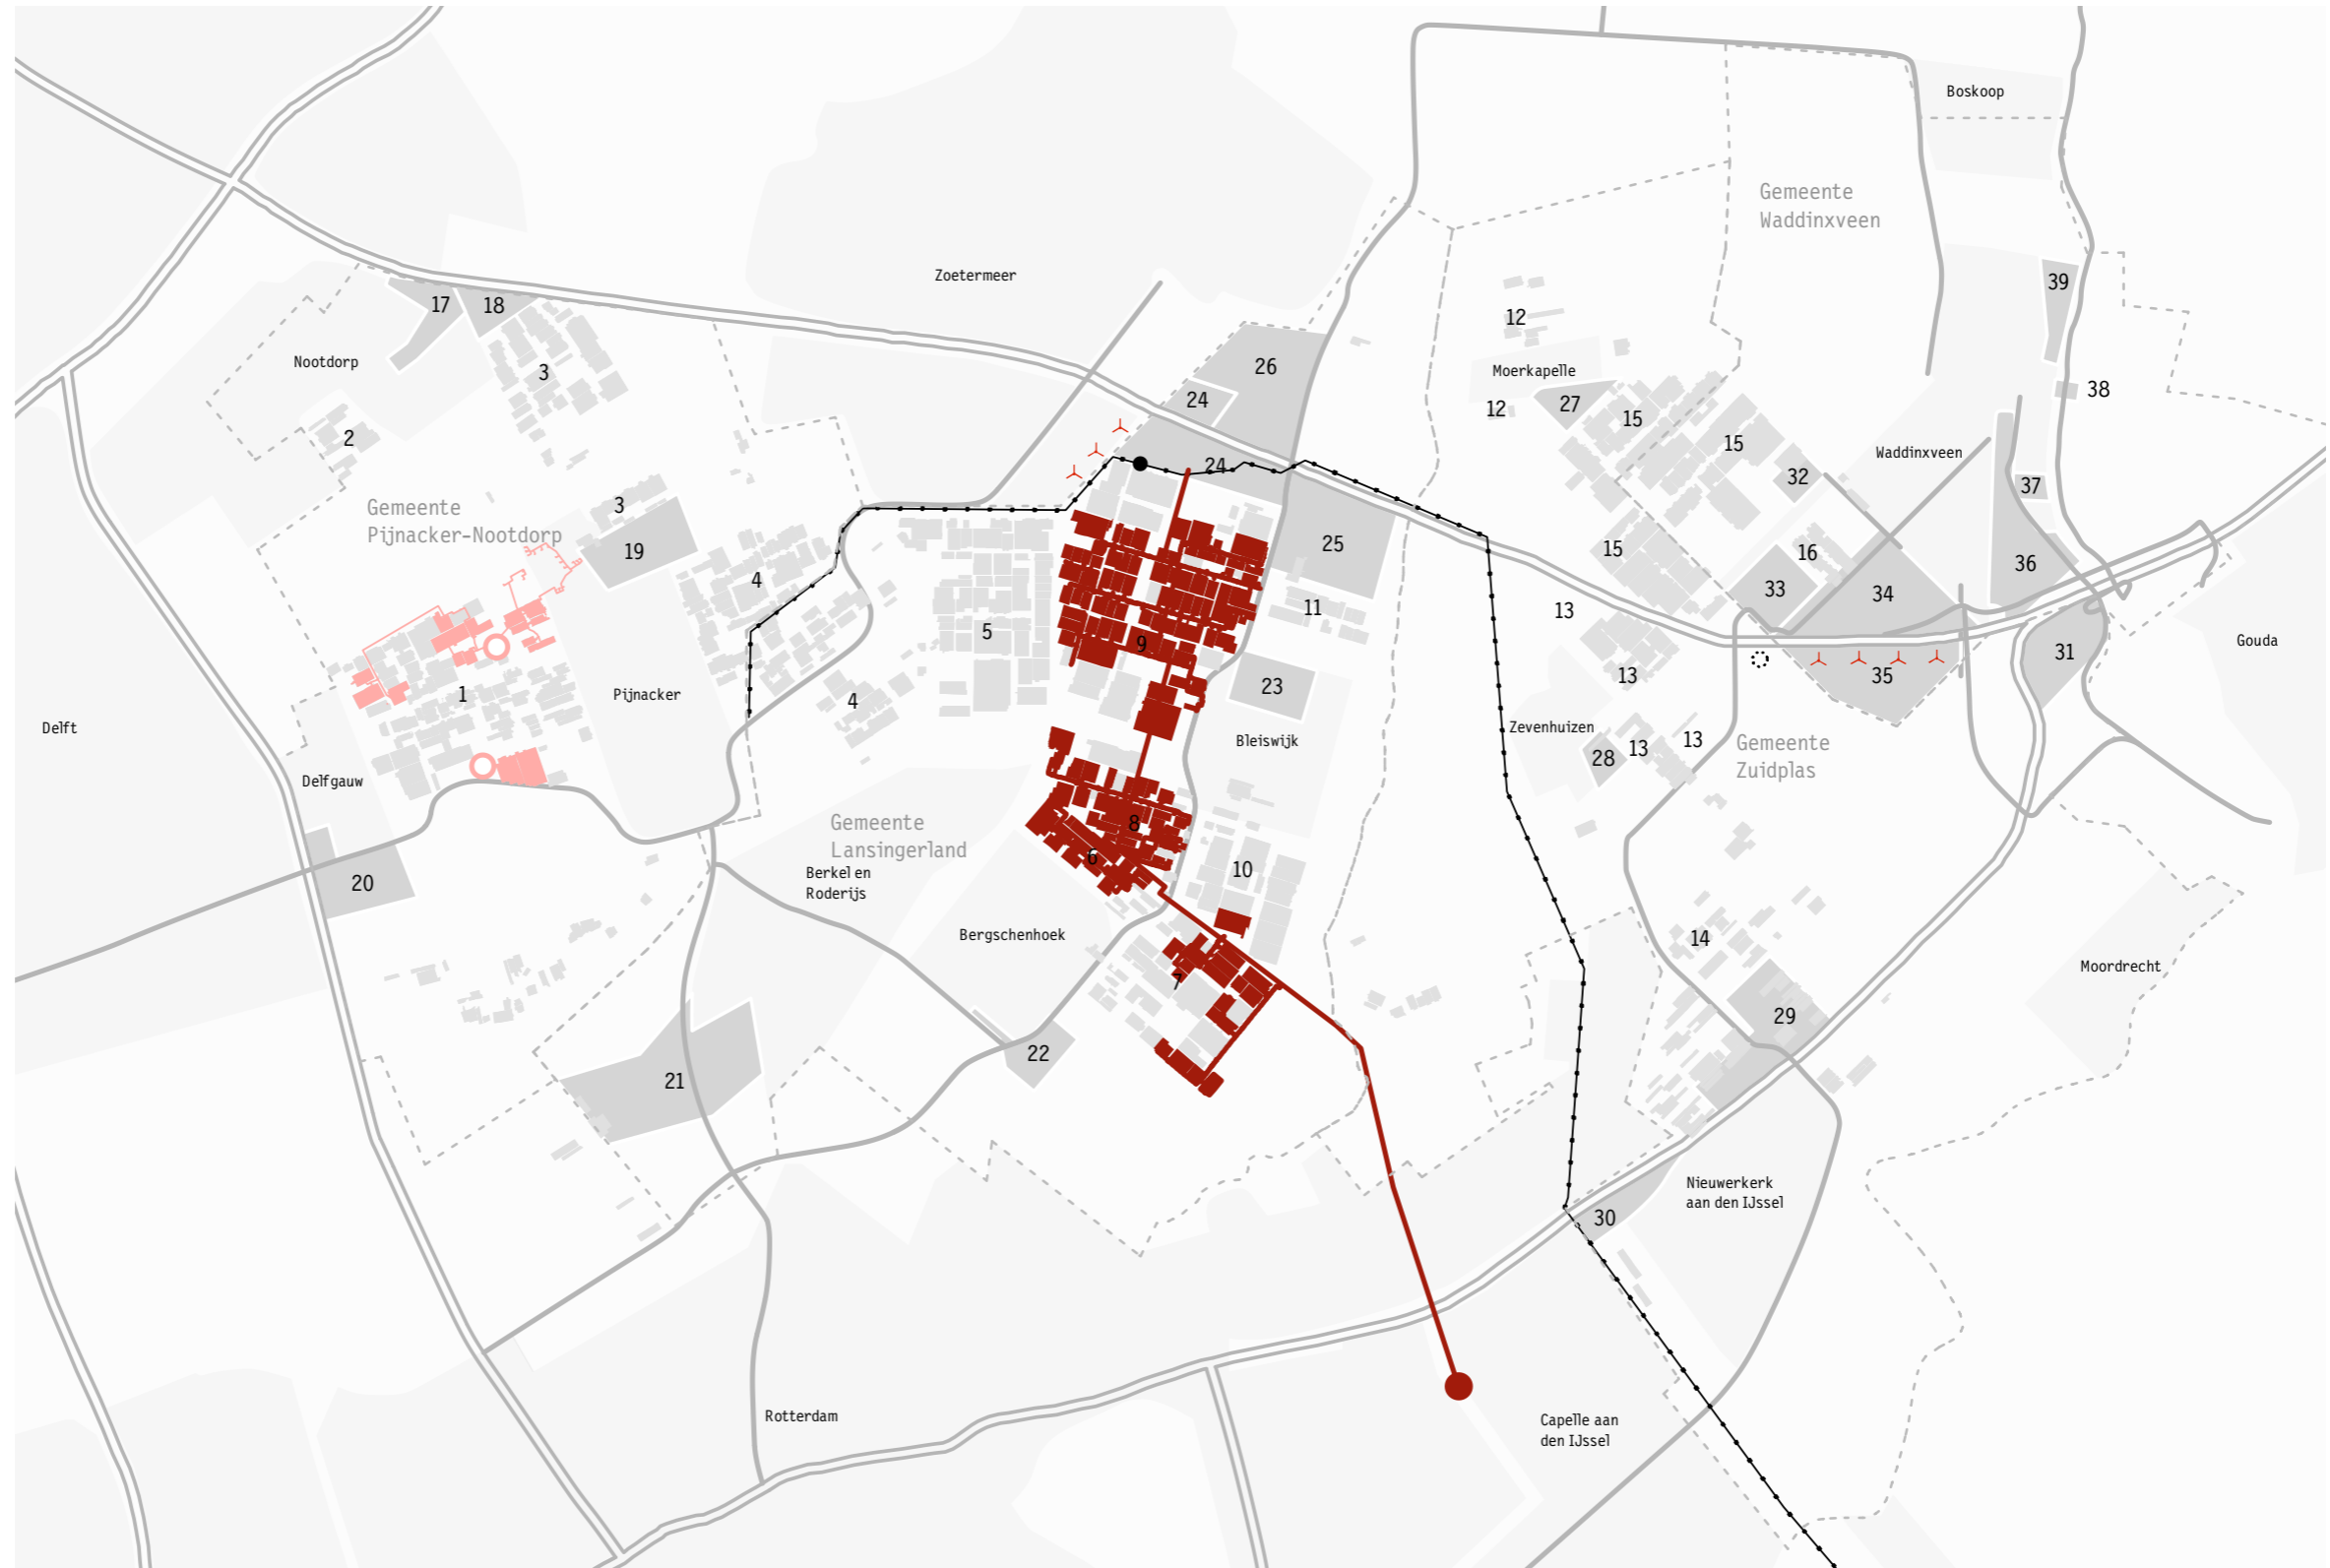 Boskoop
Gemeente
Waddinxveen
Zoetermeer
39
17
18
12
Nootdorp
3
26
Moerkapelle
38
24
12
27
15
2
15
Waddinxveen
24
32
37
3
Gemeente
Pijnacker-Nootdorp
19
25
15
16
36
4
33
34
11
13
5
9
Gouda
31
1
Pijnacker
4
23
13
35
Delft
Bleiswijk
Zevenhuizen
13
13
28
Gemeente
Zuidplas
Delfgauw
Gemeente
Lansingerland
8
6
Berkel en
Roderijs
10
20
Bergschenhoek
14
Moordrecht
7
29
22
21
Nieuwerkerk
aan den IJssel
30
Rotterdam
Capelle aan
den IJssel